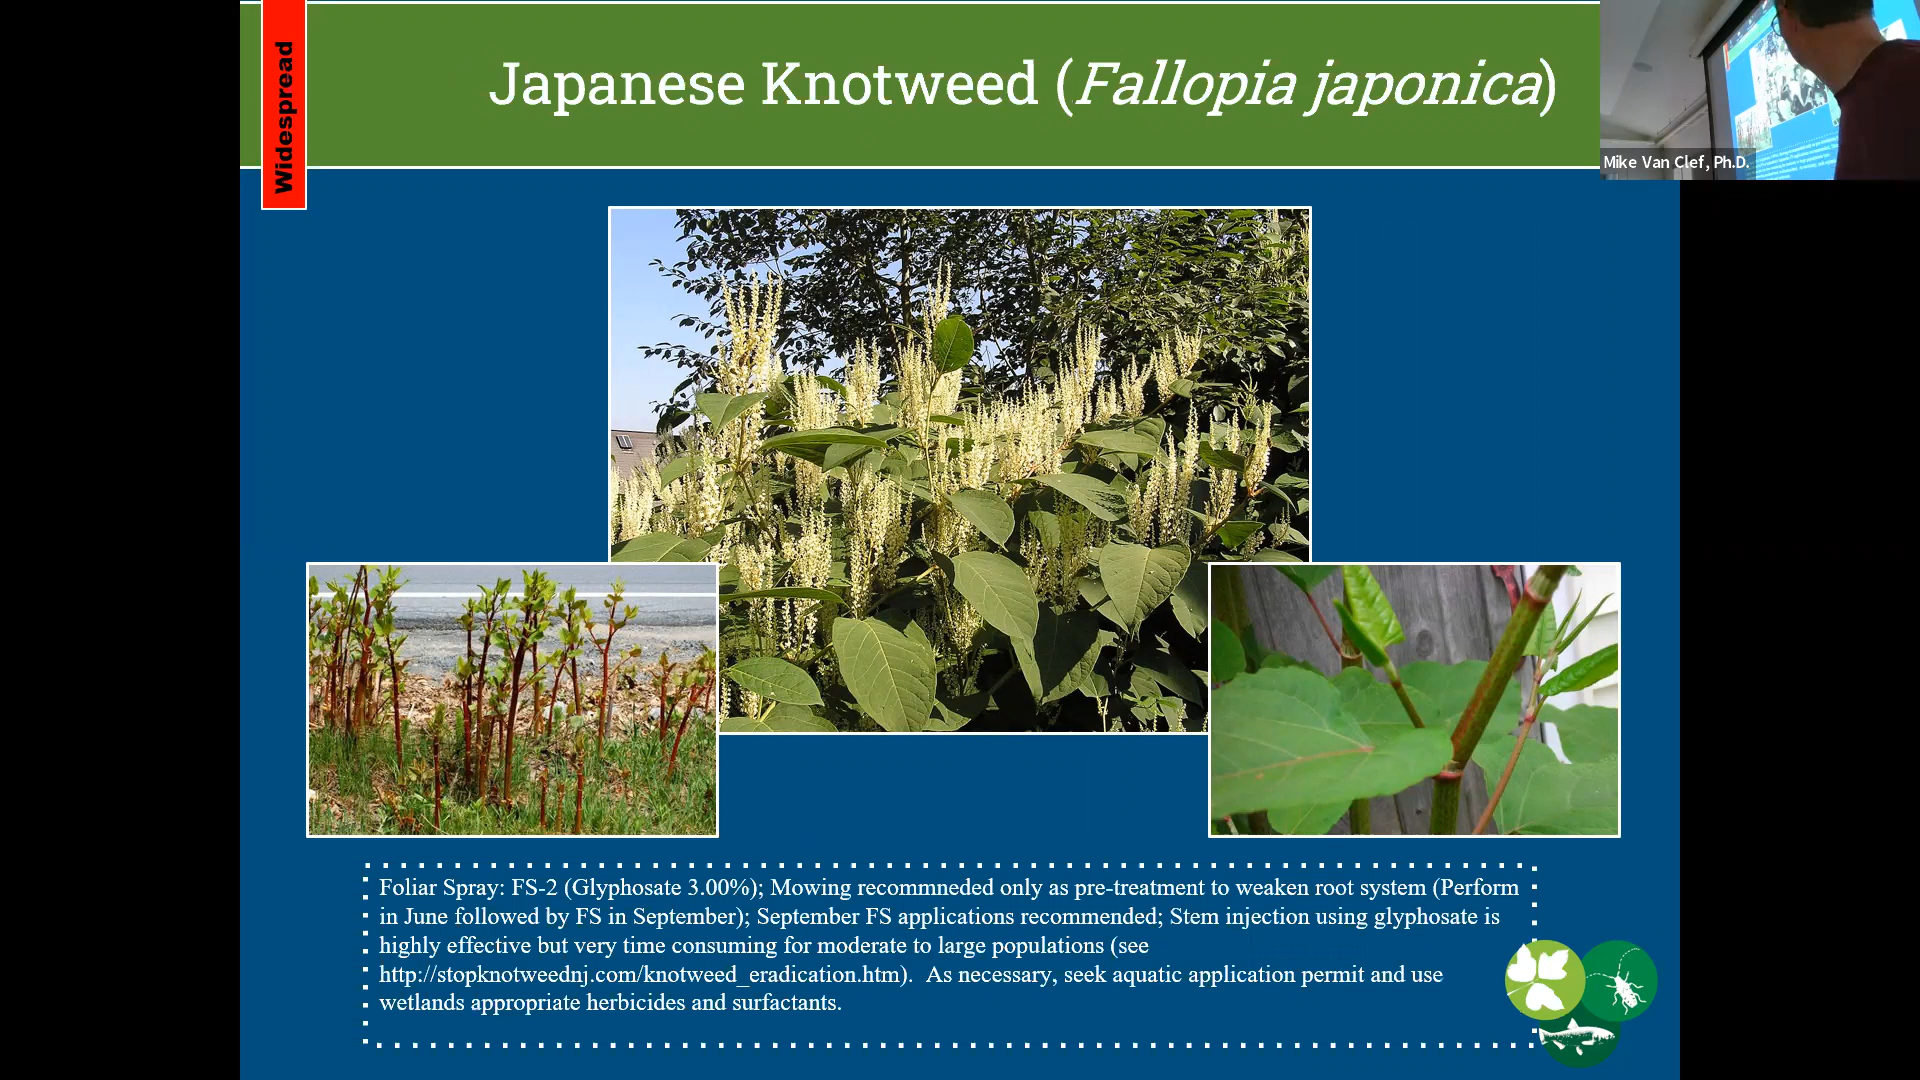 Widespread
Japanese Knotweed (Fallopia japonica)
Mike Van Clef, Ph.D.
Foliar Spray: FS-2 (Glyphosate 3.00%); Mowing recommneded only as pre-treatment to weaken root system (Perform
in June followed by FS in September); September FS applications recommended; Stem injection using glyphosate is
highly effective but very time consuming for moderate to large populations (see
http://stopknotweednj.com/knotweed_eradication.htm).  As necessary, seek aquatic application permit and use
wetlands appropriate herbicides and surfactants.